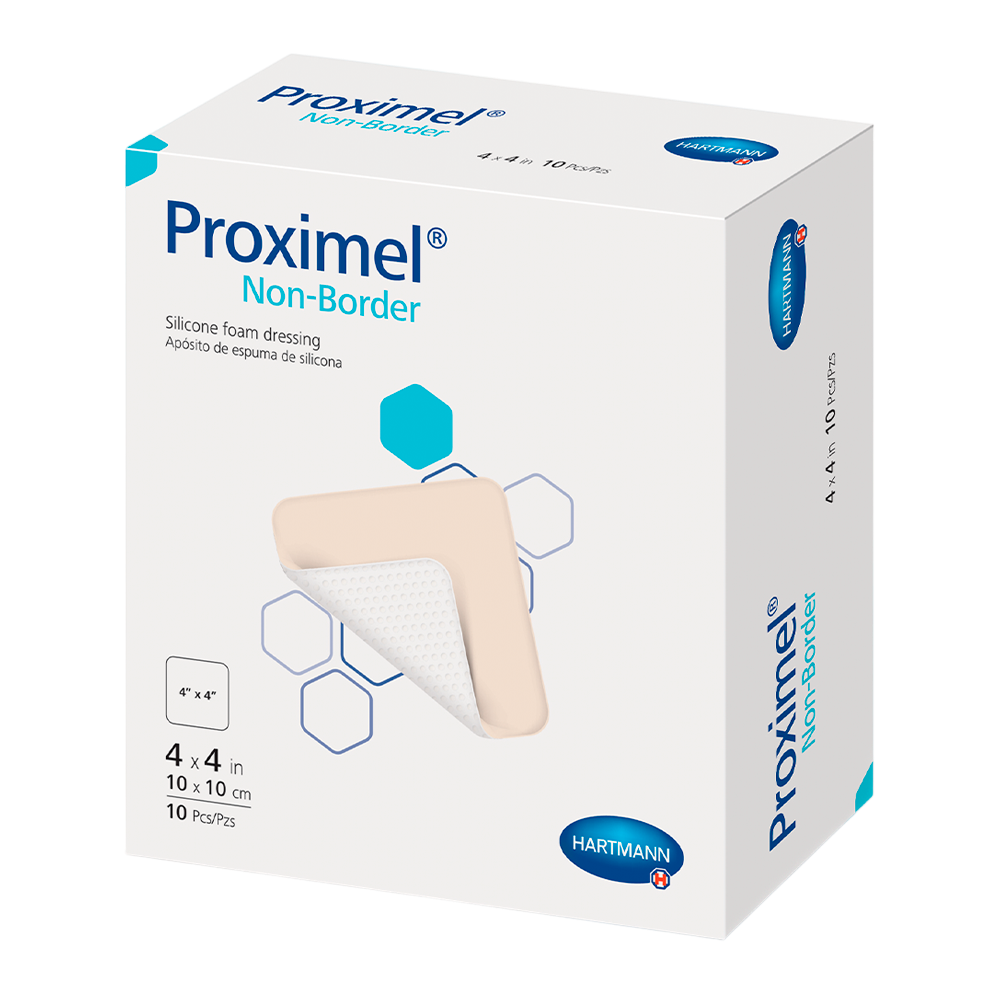 Proximel®
Non-Border
4 x 4 in 10 Pcs/Pzs
HARTMANN
Proximel®
Non-Border
Silicone foam dressing
Apósito de espuma de silicona
4" x 4"
4 x 4 in
10 x 10 cm
10 Pcs/Pzs
HARTMANN
HARTMANN
4 x 4 in 10 Pcs/Pzs
Proximel®
Non-Border